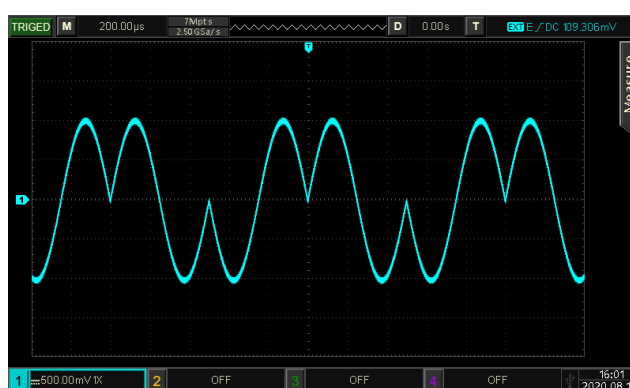 TRIGED M 200.00μs 7Mpts D 0.00s T EXT E DC 109.306mV
2.50GSa/s
T
Measure
1
1 500.00mV 1X 2 OFF 3 OFF 4 OFF 16:01
2020.08